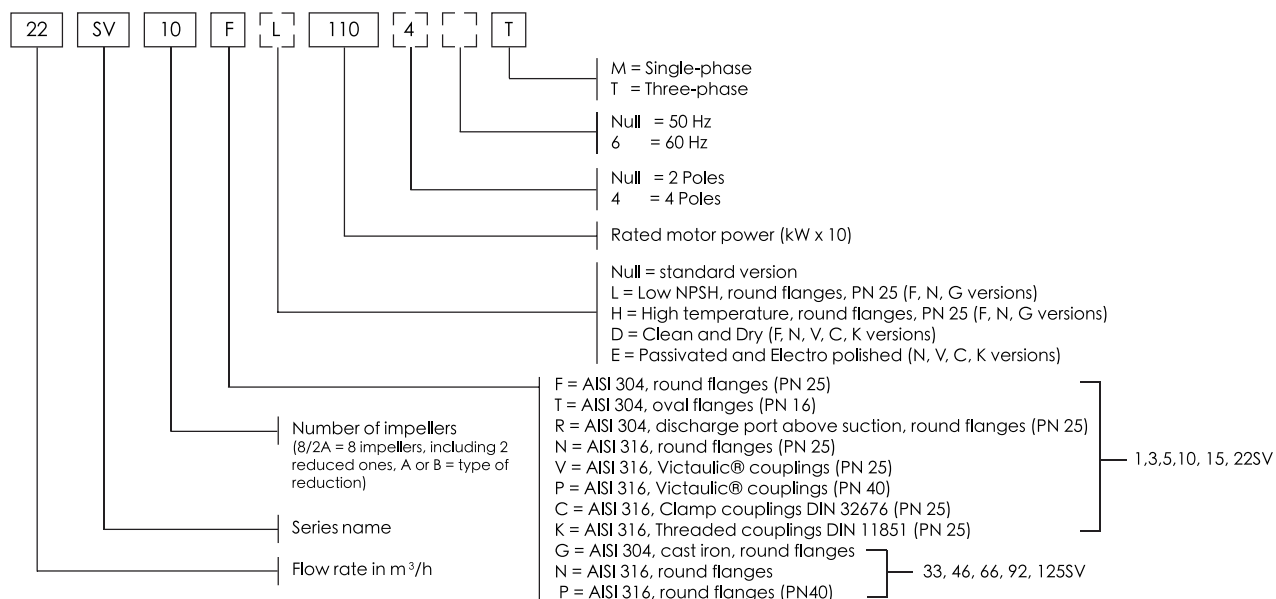 22 SV 10 F L 110 4 T
M = Single-phase
T = Three-phase
Null = 50 Hz
6 = 60 Hz
Null = 2 Poles
4 = 4 Poles
Rated motor power (kW x 10)
Null = standard version
L = Low NPSH, round flanges, PN 25 (F, N, G versions)
H = High temperature, round flanges, PN 25 (F, N, G versions)
D = Clean and Dry (F, N, V, C, K versions)
E = Passivated and Electro polished (N, V, C, K versions)
F = AISI 304, round flanges (PN 25)
T = AISI 304, oval flanges (PN 16)
R = AISI 304, discharge port above suction, round flanges (PN 25)
N = AISI 316, round flanges (PN 25)
V = AISI 316, Victaulic® couplings (PN 25)
P = AISI 316, Victaulic® couplings (PN 40)
C = AISI 316, Clamp couplings DIN 32676 (PN 25)
K = AISI 316, Threaded couplings DIN 11851 (PN 25)
1,3,5,10, 15, 22SV
G = AISI 304, cast iron, round flanges
N = AISI 316, round flanges
P = AISI 316, round flanges (PN40)
33, 46, 66, 92, 125SV
Number of impellers
(8/2A = 8 impellers, including 2
reduced ones, A or B = type of
reduction)
Series name
Flow rate in m³/h